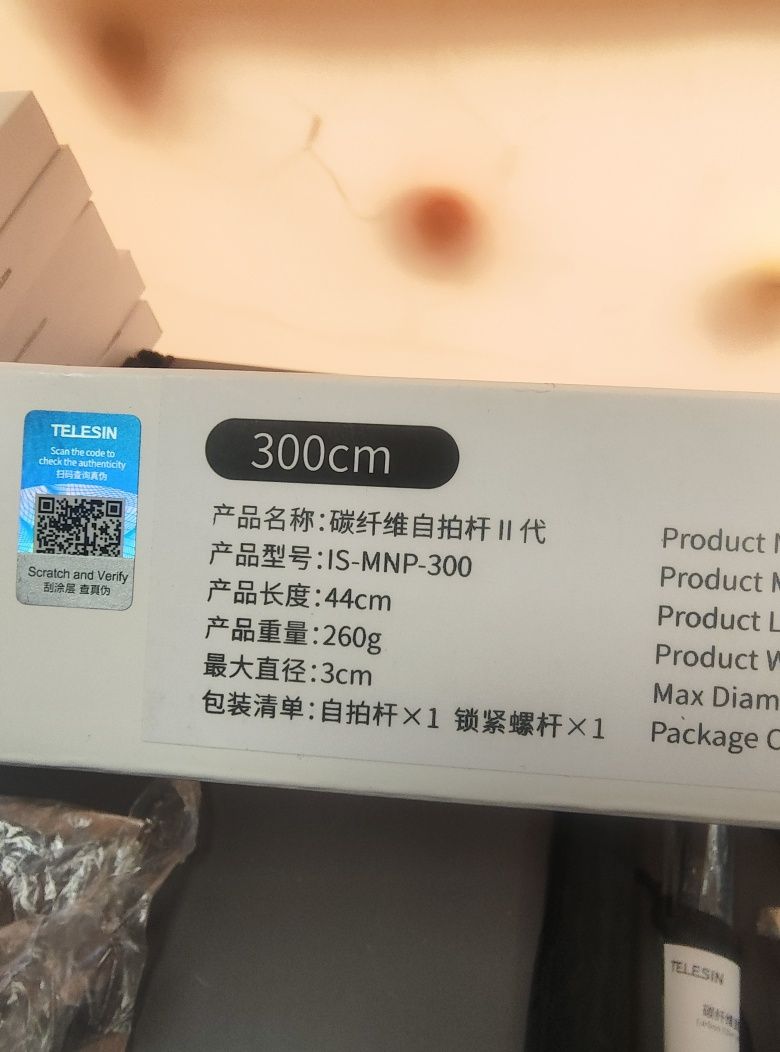 TELESIN
Scan the code to
check the authenticity
扫码查询真伪
Scratch and Verify
刮涂层 查真伪
300cm
产品名称:碳纤维自拍杆 II 代
产品型号:IS-MNP-300
产品长度:44cm
产品重量:260g
最大直径:3cm
包装清单:自拍杆×1 锁紧螺杆×1
Product
Product
Product
Product
Max
Package
TELESIN
碳纤维